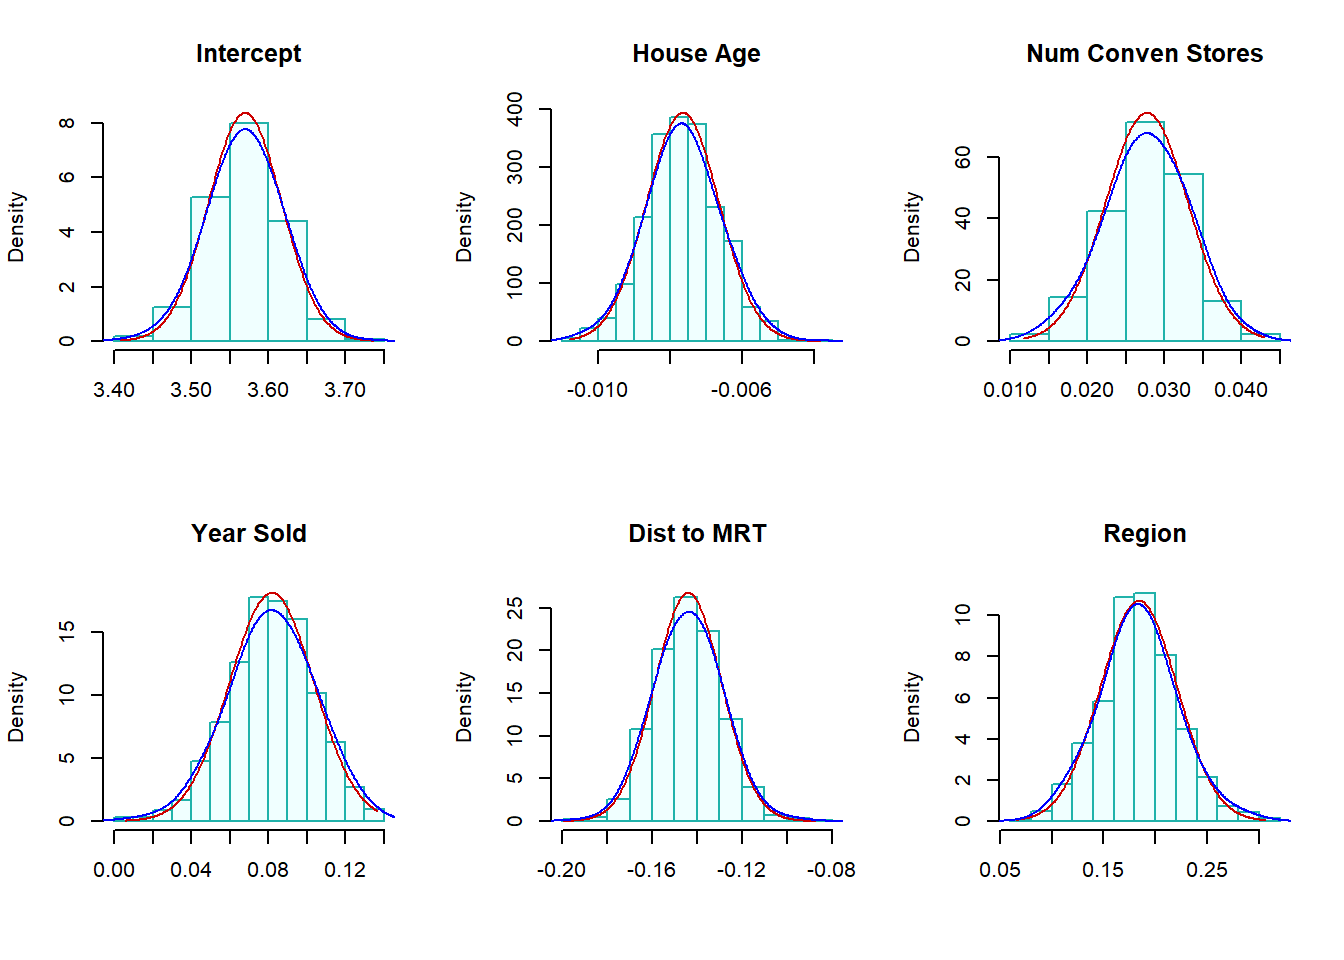 Intercept
Density
0 2 4 6 8
3.40 3.50 3.60 3.70
House Age
Density
0 100 200 300 400
-0.010 -0.006
Num Conven Stores
Density
0 20 40 60
0.010 0.020 0.030 0.040
Year Sold
Density
0 5 10 15
0.00 0.04 0.08 0.12
Dist to MRT
Density
0 5 10 15 20 25
-0.20 -0.16 -0.12 -0.08
Region
Density
0 2 4 6 8 10
0.05 0.15 0.25